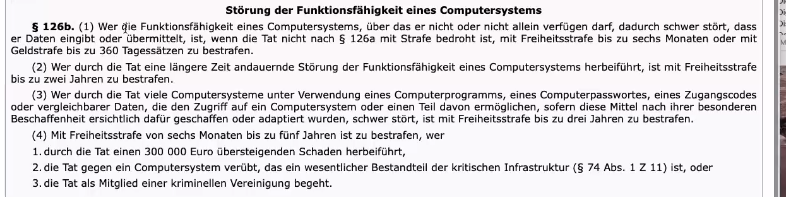 Störung der Funktionsfähigkeit eines Computersystems
§ 126b. (1) Wer die Funktionsfähigkeit eines Computersystems, über das er nicht oder nicht allein verfügen darf, dadurch schwer stört, dass
er Daten eingibt oder übermittelt, ist, wenn die Tat nicht nach § 126a mit Strafe bedroht ist, mit Freiheitsstrafe bis zu sechs Monaten oder mit
Geldstrafe bis zu 360 Tagessätzen zu bestrafen.
(2) Wer durch die Tat eine längere Zeit andauernde Störung der Funktionsfähigkeit eines Computersystems herbeiführt, ist mit Freiheitsstrafe
bis zu zwei Jahren zu bestrafen.
(3) Wer durch die Tat viele Computersysteme unter Verwendung eines Computerprogramms, eines Computerpasswortes, eines Zugangscodes
oder vergleichbarer Daten, die den Zugriff auf ein Computersystem oder einen Teil davon ermöglichen, sofern diese Mittel nach ihrer besonderen
Beschaffenheit ersichtlich dafür geschaffen oder adaptiert wurden, schwer stört, ist mit Freiheitsstrafe bis zu drei Jahren zu bestrafen.
(4) Mit Freiheitsstrafe von sechs Monaten bis zu fünf Jahren ist zu bestrafen, wer
1. durch die Tat einen 300 000 Euro übersteigenden Schaden herbeiführt,
2. die Tat gegen ein Computersystem verübt, das ein wesentlicher Bestandteil der kritischen Infrastruktur (§ 74 Abs. 1 Z 11) ist, oder
3. die Tat als Mitglied einer kriminellen Vereinigung begeht.